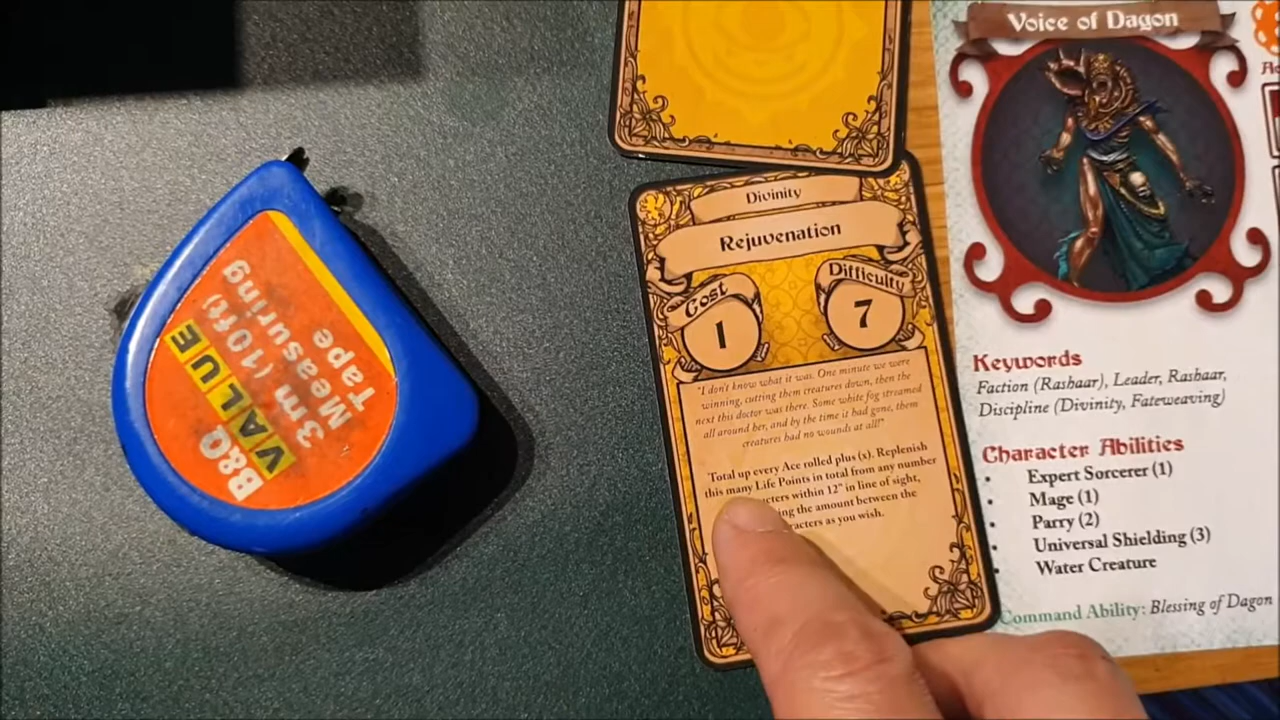 B&Q
VALUE
3m (10ft)
Measuring
Tape
Divinity
Rejuvenation
Cost
1
Difficulty
7
"I don't know what it was. One minute we were
winning, cutting them creatures down, then the
next this doctor was there. Some white fog streamed
all around her, and by the time it had gone, them
creatures had no wounds at all!"
Total up every Ace rolled plus (x). Replenish
this many Life Points in total from any number
within 12" in line of sight,
the amount between the
as you wish.
Voice of Dagon
Keywords
Faction (Rashaar), Leader, Rashaar,
Discipline (Divinity, Fateweaving)
Character Abilities
• Expert Sorcerer (1)
• Mage (1)
• Parry (2)
• Universal Shielding (3)
• Water Creature
Command Ability: Blessing of Dagon